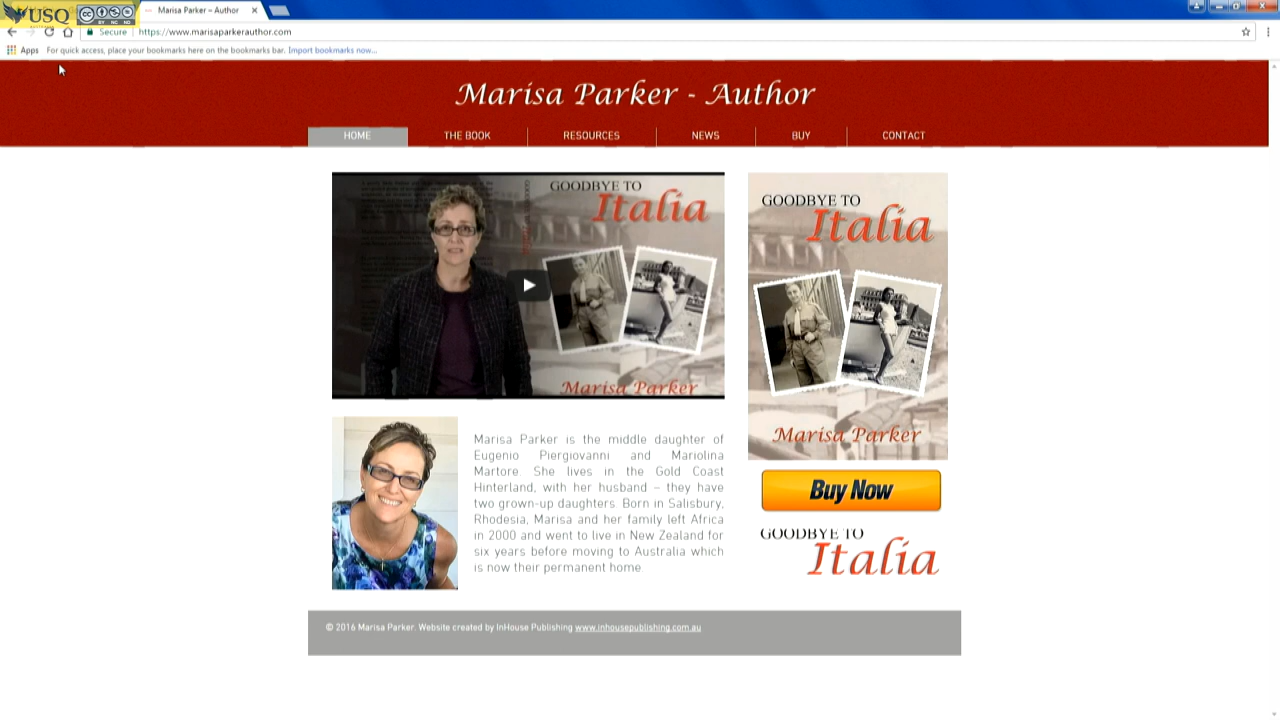 USQ
AUSTRALIA
BY NC ND
Marisa Parker – Author
Secure
https://www.marisaparkerauthor.com
Apps
For quick access, place your bookmarks here on the bookmarks bar. Import bookmarks now...
Marisa Parker - Author
HOME
THE BOOK
RESOURCES
NEWS
BUY
CONTACT
GOODBYE TO
Italia
Marisa Parker
GOODBYE TO
Italia
Marisa Parker
Buy Now
GOODBYE TO
Italia
Marisa Parker is the middle daughter of
Eugenio Piergiovanni and Mariolina
Martore. She lives in the Gold Coast
Hinterland, with her husband – they have
two grown-up daughters. Born in Salisbury,
Rhodesia, Marisa and her family left Africa
in 2000 and went to live in New Zealand for
six years before moving to Australia which
is now their permanent home.
© 2016 Marisa Parker. Website created by InHouse Publishing www.inhousepublishing.com.au